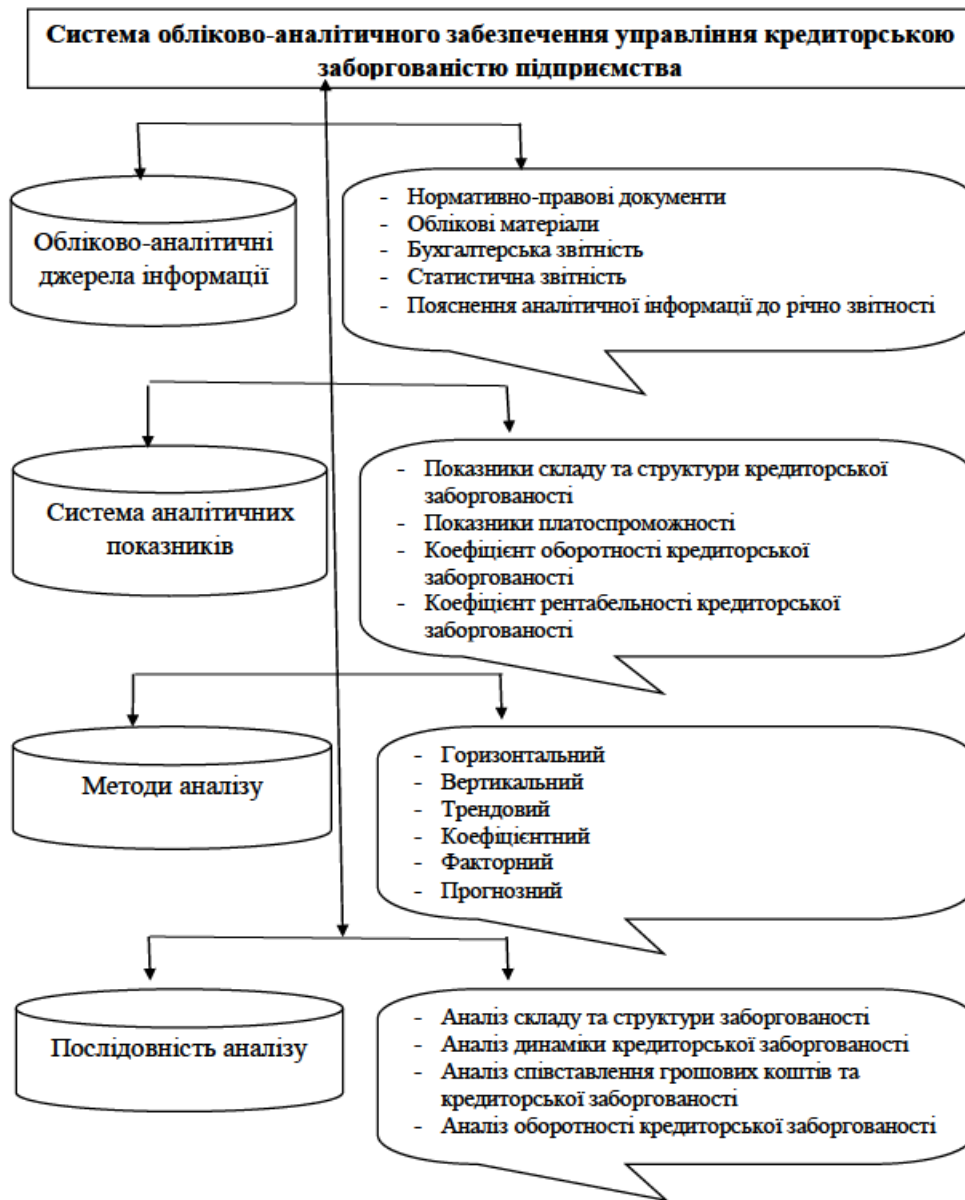 Система обліково-аналітичного забезпечення управління кредиторською
заборгованістю підприємства
Обліково-аналітичні
джерела інформації
- Нормативно-правові документи
- Облікові матеріали
- Бухгалтерська звітність
- Статистична звітність
- Пояснення аналітичної інформації до річно звітності
Система аналітичних
показників
- Показники складу та структури кредиторської
заборгованості
- Показники платоспроможності
- Коефіцієнт оборотності кредиторської
заборгованості
- Коефіцієнт рентабельності кредиторської
заборгованості
Методи аналізу
- Горизонтальний
- Вертикальний
- Трендовий
- Коефіцієнтний
- Факторний
- Прогнозний
Послідовність аналізу
- Аналіз складу та структури заборгованості
- Аналіз динаміки кредиторської заборгованості
- Аналіз співставлення грошових коштів та
кредиторської заборгованості
- Аналіз оборотності кредиторської заборгованості